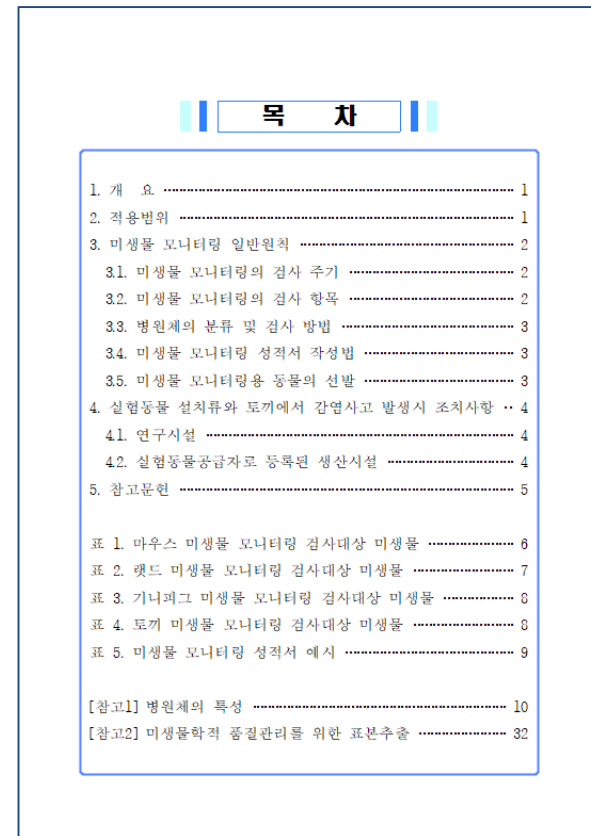 목 차
1. 개 요 ⋯⋯⋯⋯⋯⋯⋯⋯⋯⋯⋯⋯ 1
2. 적용범위 ⋯⋯⋯⋯⋯⋯⋯⋯⋯⋯⋯⋯ 1
3. 미생물 모니터링 일반원칙 ⋯⋯⋯⋯⋯⋯⋯⋯ 2
3.1. 미생물 모니터링의 검사 주기 ⋯⋯⋯⋯⋯⋯ 2
3.2. 미생물 모니터링의 검사 항목 ⋯⋯⋯⋯⋯⋯ 2
3.3. 병원체의 분류 및 검사 방법 ⋯⋯⋯⋯⋯⋯ 3
3.4. 미생물 모니터링 성적서 작성법 ⋯⋯⋯⋯⋯ 3
3.5. 미생물 모니터링용 동물의 선발 ⋯⋯⋯⋯⋯ 3
4. 실험동물 설치류와 토끼에서 감염사고 발생시 조치사항 ⋯ 4
4.1. 연구시설 ⋯⋯⋯⋯⋯⋯⋯⋯⋯⋯⋯⋯ 4
4.2. 실험동물공급자로 등록된 생산시설 ⋯⋯⋯⋯ 4
5. 참고문헌 ⋯⋯⋯⋯⋯⋯⋯⋯⋯⋯⋯⋯ 5
표 1. 마우스 미생물 모니터링 검사대상 미생물 ⋯⋯⋯ 6
표 2. 랫드 미생물 모니터링 검사대상 미생물 ⋯⋯⋯⋯ 7
표 3. 기니피그 미생물 모니터링 검사대상 미생물 ⋯⋯ 8
표 4. 토끼 미생물 모니터링 검사대상 미생물 ⋯⋯⋯⋯ 8
표 5. 미생물 모니터링 성적서 예시 ⋯⋯⋯⋯⋯⋯ 9
[참고1] 병원체의 특성 ⋯⋯⋯⋯⋯⋯⋯⋯⋯⋯ 10
[참고2] 미생물학적 품질관리를 위한 표본추출 ⋯⋯⋯ 32